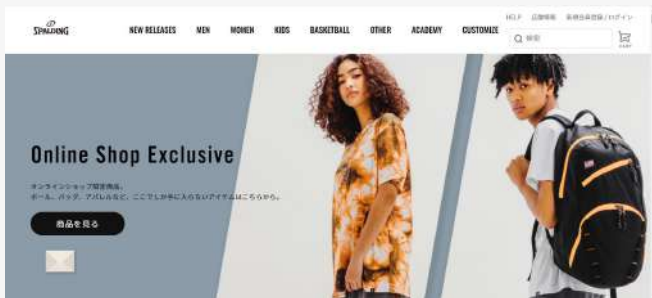 HELP 店舗情報 新規会員登録/ログイン
SPALDING
NEW RELEASES MEN WOMEN KIDS BASKETBALL OTHER ACADEMY CUSTOMIZE
検索
CART
Online Shop Exclusive
オンラインショップ限定商品。
ボール、バッグ、アパレルなど、ここでしか手に入らないアイテムはこちらから。
商品を見る